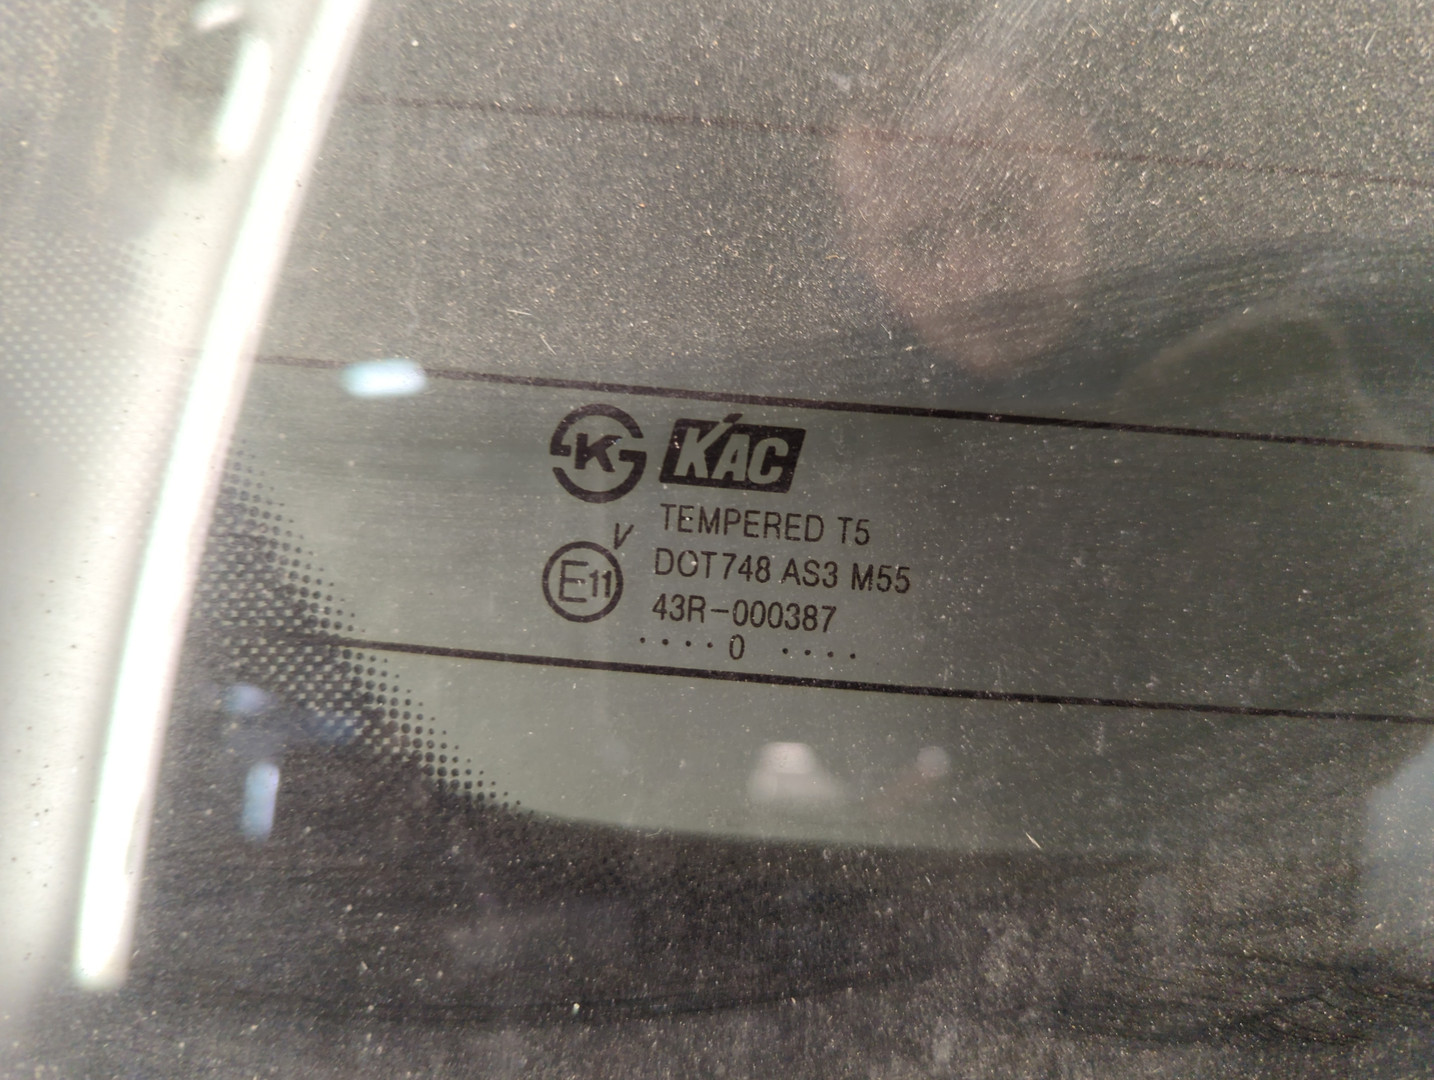 K KAC
TEMPERED T5
V
DOT748 AS3 M55
E11
43R-000387
....0 ....